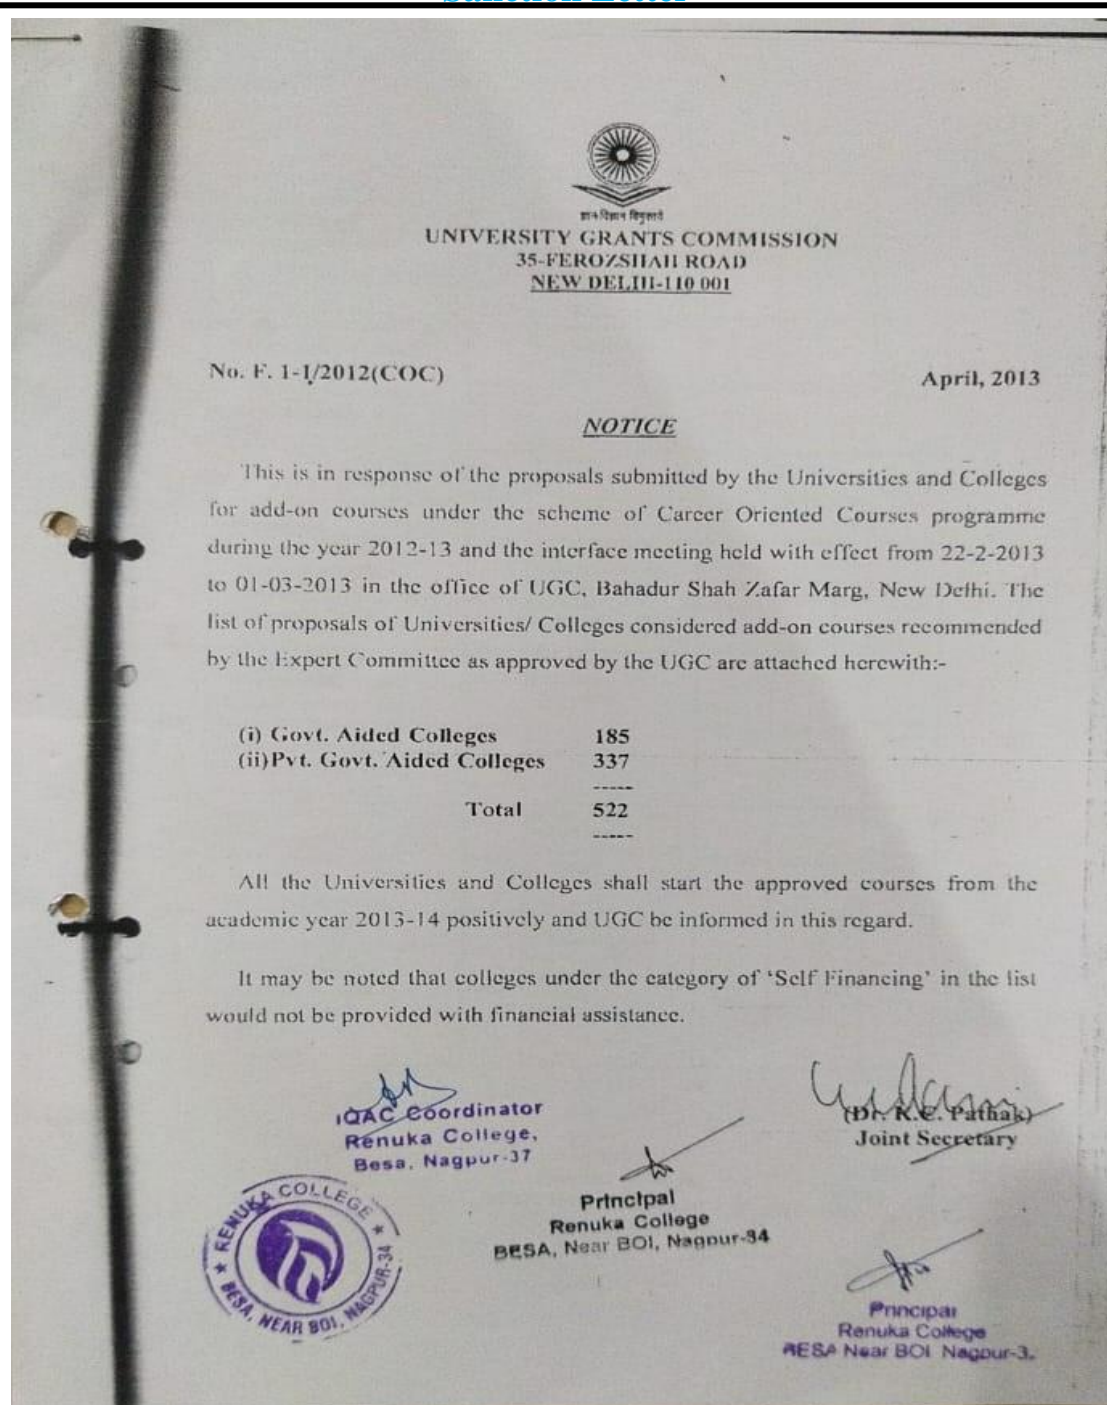 Sanction Letter
ज्ञान-विज्ञान विमुक्तये
UNIVERSITY GRANTS COMMISSION
35-FEROZSHAH ROAD
NEW DELHI-110 001
No. F. 1-1/2012(COC)
April, 2013
NOTICE
This is in response of the proposals submitted by the Universities and Colleges
for add-on courses under the scheme of Career Oriented Courses programme
during the year 2012-13 and the interface meeting held with effect from 22-2-2013
to 01-03-2013 in the office of UGC, Bahadur Shah Zafar Marg, New Delhi. The
list of proposals of Universities/ Colleges considered add-on courses recommended
by the Expert Committee as approved by the UGC are attached herewith:-
(i) Govt. Aided Colleges 185
(ii)Pvt. Govt. Aided Colleges 337
-----
Total 522
-----
All the Universities and Colleges shall start the approved courses from the
academic year 2013-14 positively and UGC be informed in this regard.
It may be noted that colleges under the category of ‘Self Financing’ in the list
would not be provided with financial assistance.
(Dr. K.C. Pathak)
Joint Secretary
IQAC Coordinator
Renuka College,
Besa, Nagpur-37
Principal
Renuka College
BESA, Near BOI, Nagpur-34
★ RENUKA COLLEGE ★
BESA, NEAR BOI, NAGPUR-34
Principal
Renuka College
BESA Near BOI Nagpur-3